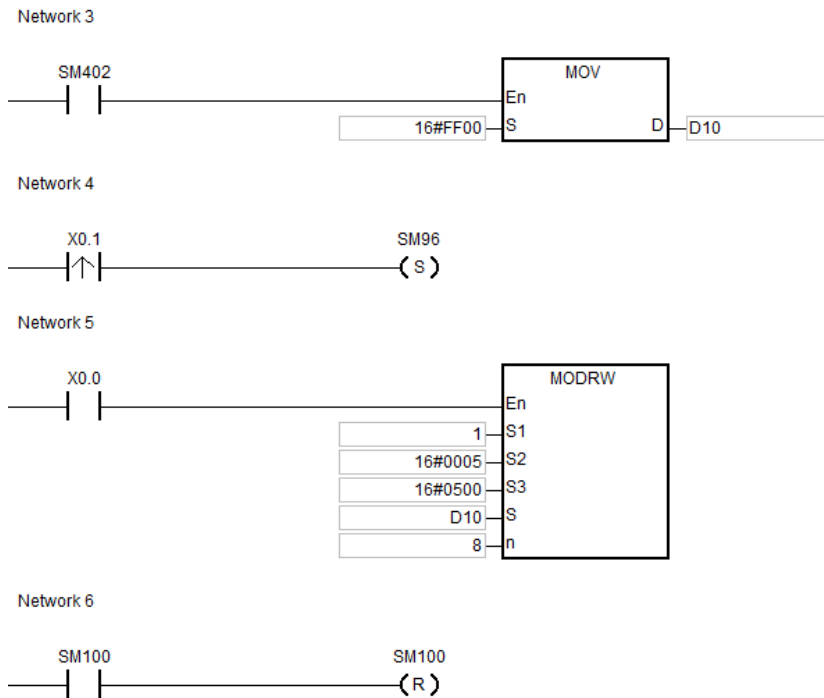 Network 3
SM402
MOV
En
16#FF00 S D D10
Network 4
X0.1 SM96
S
Network 5
X0.0
MODRW
En
1 S1
16#0005 S2
16#0500 S3
D10 S
8 n
Network 6
SM100 SM100
R